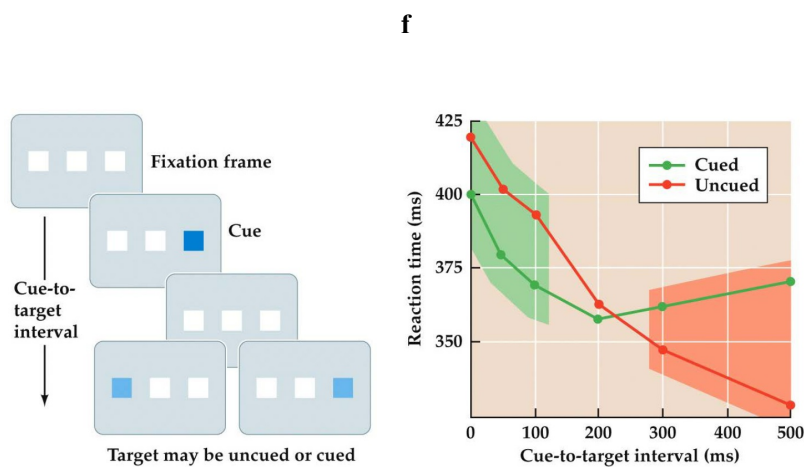 f
Fixation frame
Cue
Cue-to-
target
interval
Target may be uncued or cued
425
400
375
350
Reaction time (ms)
Cued
Uncued
0 100 200 300 400 500
Cue-to-target interval (ms)